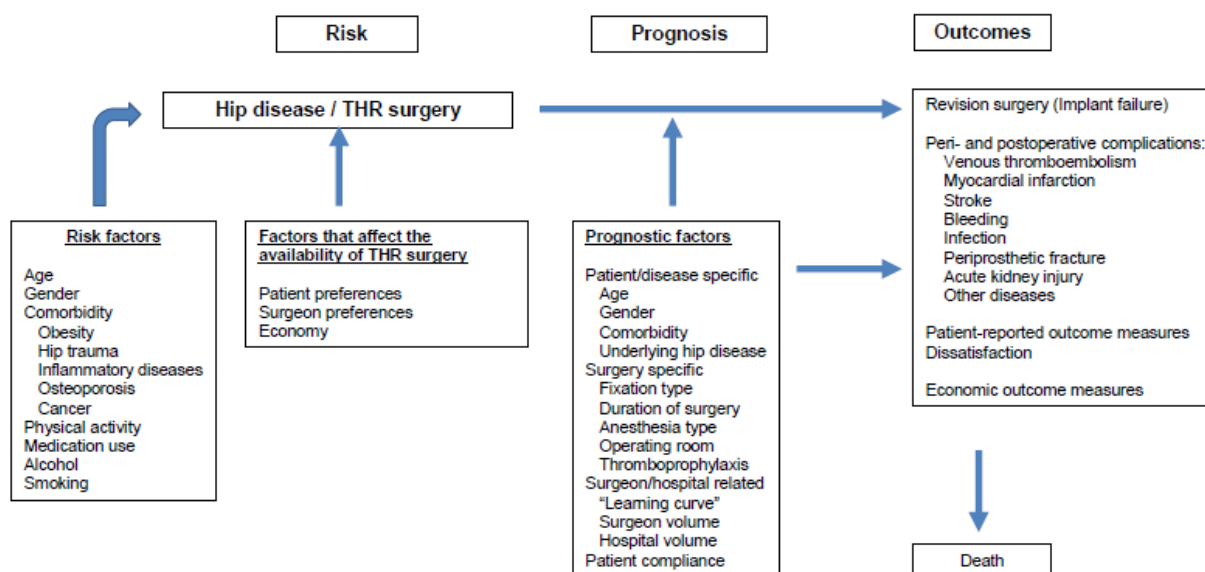 Risk
Prognosis
Outcomes
Hip disease / THR surgery
Risk factors
Age
Gender
Comorbidity
Obesity
Hip trauma
Inflammatory diseases
Osteoporosis
Cancer
Physical activity
Medication use
Alcohol
Smoking
Factors that affect the
availability of THR surgery
Patient preferences
Surgeon preferences
Economy
Prognostic factors
Patient/disease specific
Age
Gender
Comorbidity
Underlying hip disease
Surgery specific
Fixation type
Duration of surgery
Anesthesia type
Operating room
Thromboprophylaxis
Surgeon/hospital related
“Learning curve”
Surgeon volume
Hospital volume
Patient compliance
Revision surgery (Implant failure)
Peri- and postoperative complications:
Venous thromboembolism
Myocardial infarction
Stroke
Bleeding
Infection
Periprosthetic fracture
Acute kidney injury
Other diseases
Patient-reported outcome measures
Dissatisfaction
Economic outcome measures
Death